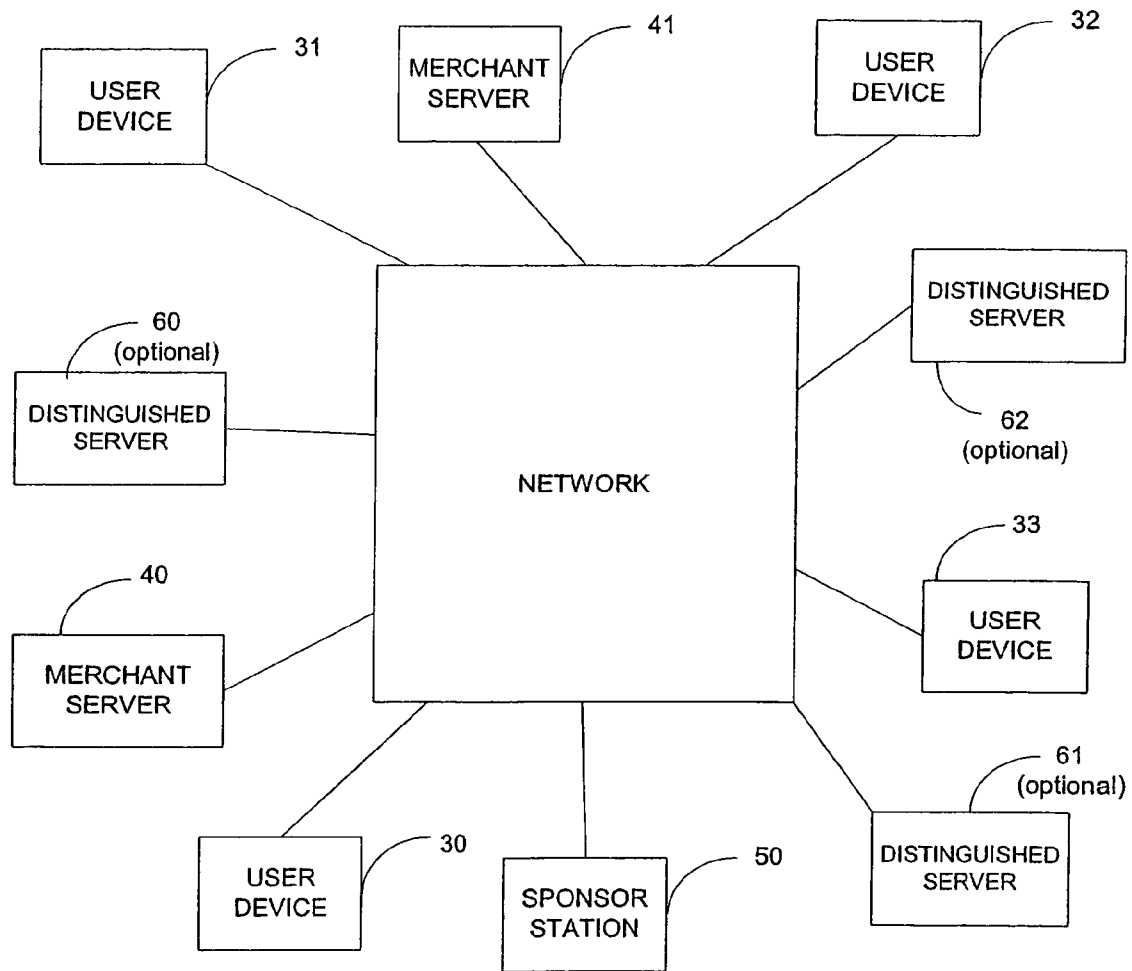 31
USER
DEVICE
41
MERCHANT
SERVER
32
USER
DEVICE
60
(optional)
DISTINGUISHED
SERVER
DISTINGUISHED
SERVER
62
(optional)
NETWORK
40
MERCHANT
SERVER
33
USER
DEVICE
61
(optional)
DISTINGUISHED
SERVER
30
USER
DEVICE
50
SPONSOR
STATION